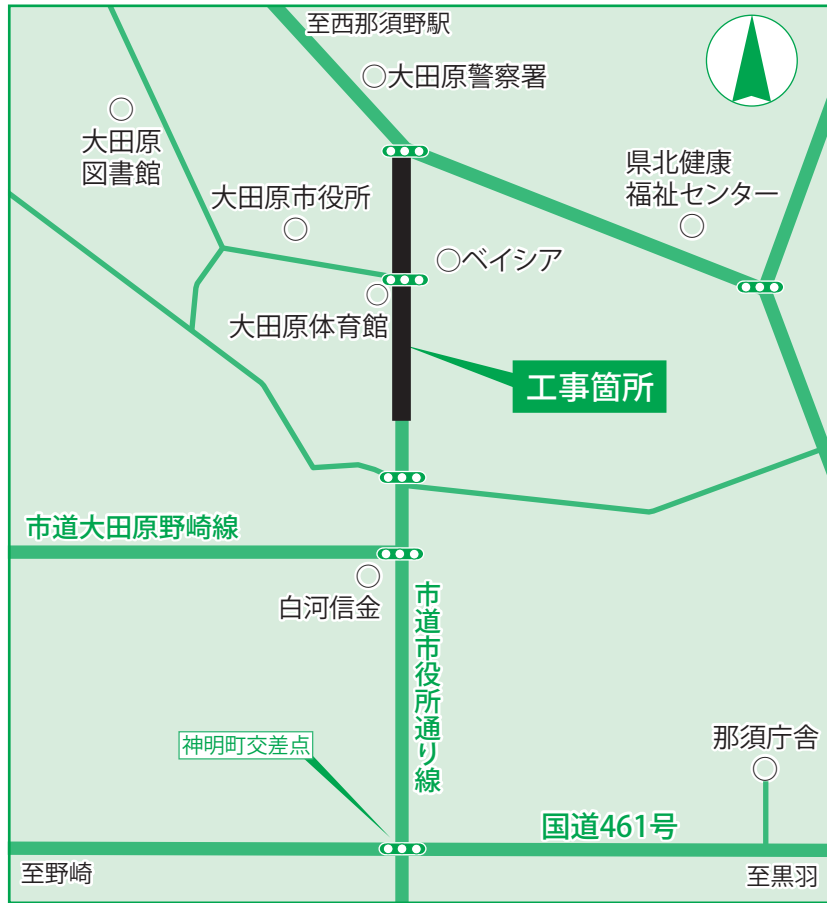 至西那須野駅
○大田原警察署
大田原
図書館
県北健康
福祉センター
大田原市役所
○ベイシア
大田原体育館
工事箇所
市道大田原野崎線
白河信金
市道市役所通り線
神明町交差点
那須庁舎
国道461号
至野崎
至黒羽